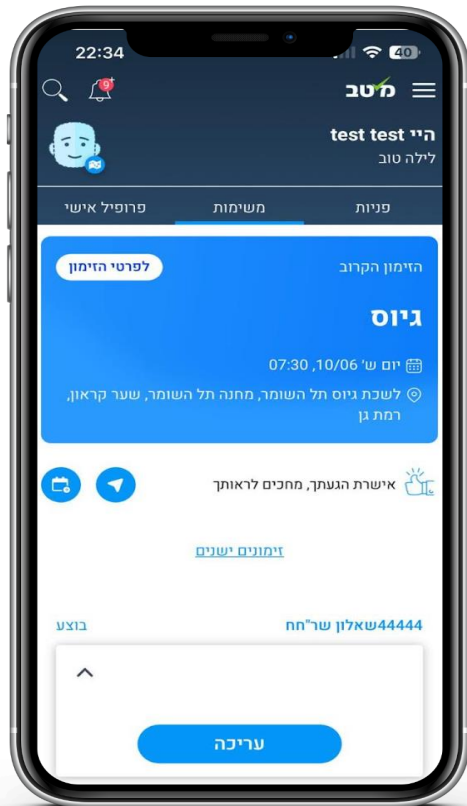 22:34
40
9
מיטב
היי test test
לילה טוב
פניות
משימות
פרופיל אישי
הזימון הקרוב
לפרטי הזימון
גיוס
יום ש' 10/06, 07:30
לשכת גיוס תל השומר, מחנה תל השומר, שער קראון,
רמת גן
אישרת הגעתך, מחכים לראותך
זימונים ישנים
44444שאלון שר"חח
בוצע
עריכה